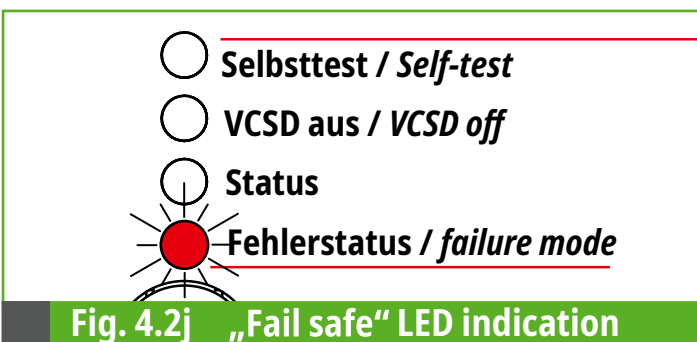 Selbsttest / Self-test
VCSD aus / VCSD off
Status
Fehlerstatus / failure mode
Fig. 4.2j „Fail safe“ LED indication